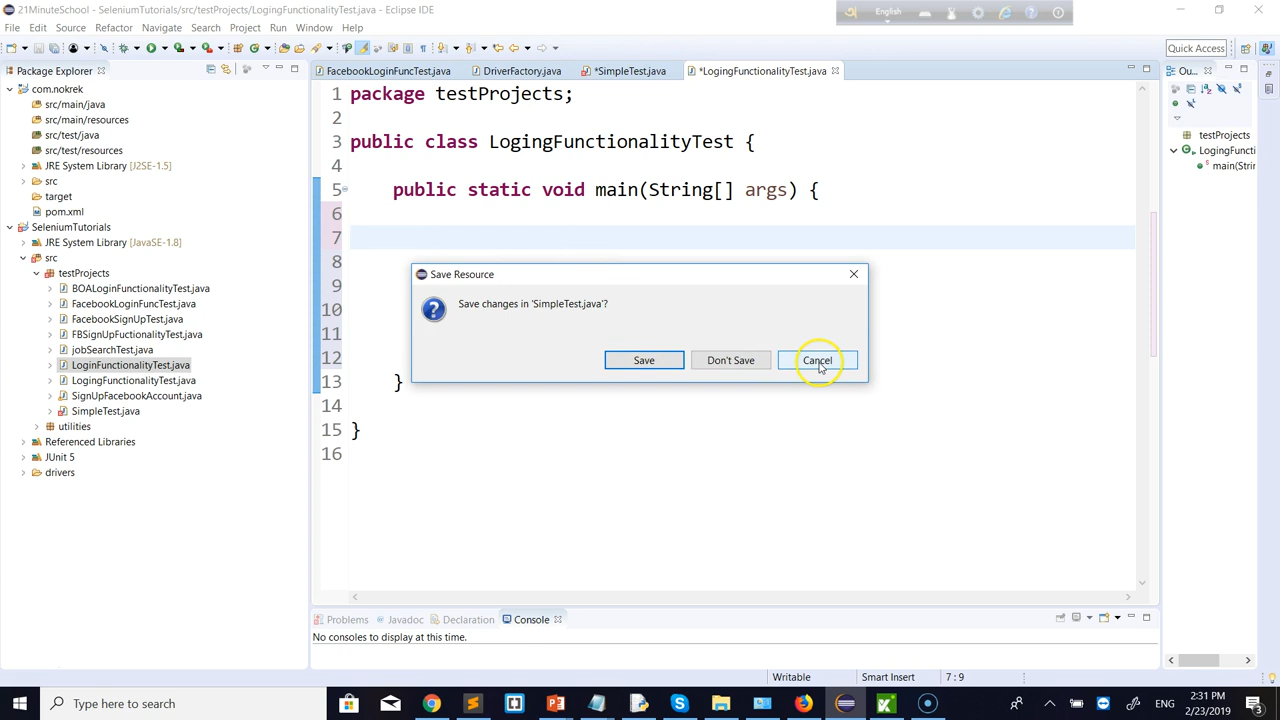 21MinuteSchool - SeleniumTutorials/src/testProjects/LogingFunctionalityTest.java - Eclipse IDE
English
File Edit Source Refactor Navigate Search Project Run Window Help
Quick Access
Package Explorer
FacebookLoginFuncTest.java DriverFactory.java *SimpleTest.java *LogingFunctionalityTest.java
Ou...
com.nokrek
src/main/java
src/main/resources
src/test/java
src/test/resources
JRE System Library [J2SE-1.5]
src
target
pom.xml
SeleniumTutorials
JRE System Library [JavaSE-1.8]
src
testProjects
BOALoginFunctionalityTest.java
FacebookLoginFuncTest.java
FacebookSignUpTest.java
FBSignUpFuctionalityTest.java
jobSearchTest.java
LoginFunctionalityTest.java
LogingFunctionalityTest.java
SignUpFacebookAccount.java
SimpleTest.java
utilities
Referenced Libraries
JUnit 5
drivers
1 package testProjects;
2
3 public class LogingFunctionalityTest {
4
5 public static void main(String[] args) {
6
7
8
9
10
11
12
13 }
14
15 }
16
Save Resource
Save changes in 'SimpleTest.java'?
Save Don't Save Cancel
testProjects
LogingFuncti
main(Strin
Problems Javadoc Declaration Console
No consoles to display at this time.
Writable Smart Insert 7 : 9
Type here to search
ENG
2:31 PM
2/23/2019
3